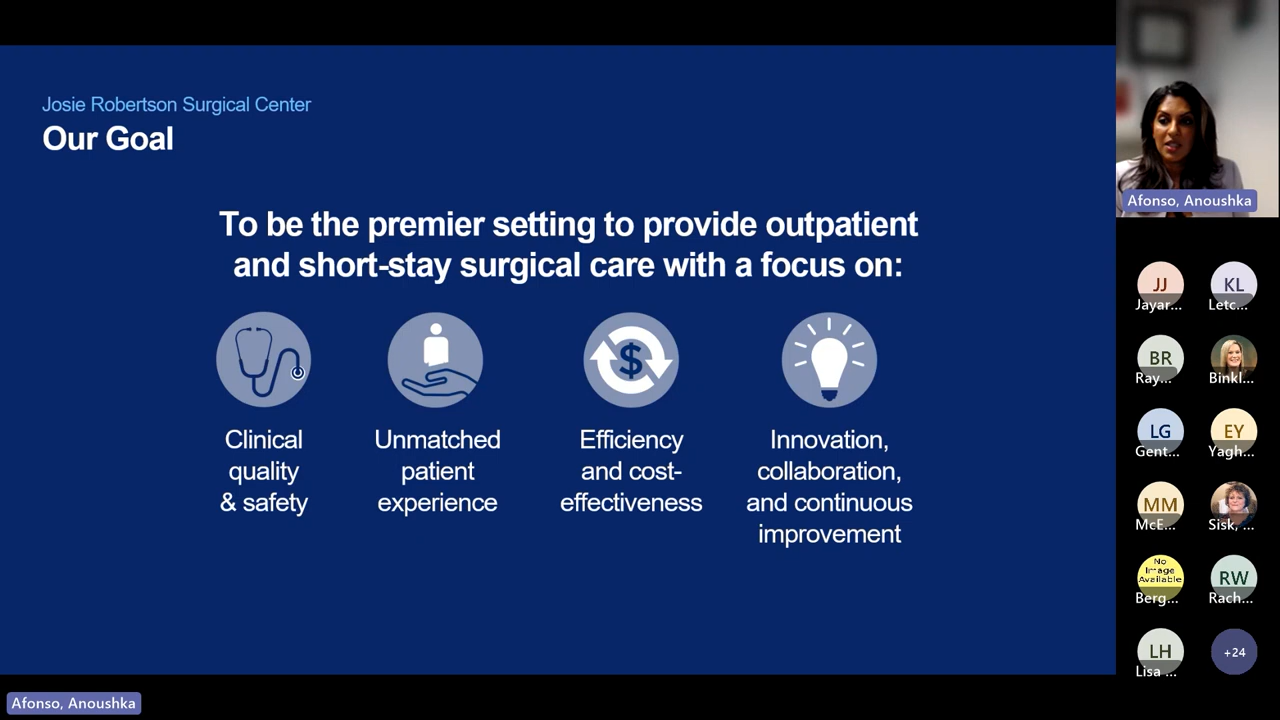 Josie Robertson Surgical Center
Our Goal
To be the premier setting to provide outpatient
and short-stay surgical care with a focus on:
$
Clinical
quality
& safety
Unmatched
patient
experience
Efficiency
and cost-
effectiveness
Innovation,
collaboration,
and continuous
improvement
Afonso, Anoushka
JJ
Jayar...
KL
Letc...
BR
Ray...
Binkl...
LG
Gent...
EY
Yagh...
MM
McE...
Sisk, ...
No
Image
Available
Berg...
RW
Rach...
LH
Lisa ...
+24
Afonso, Anoushka